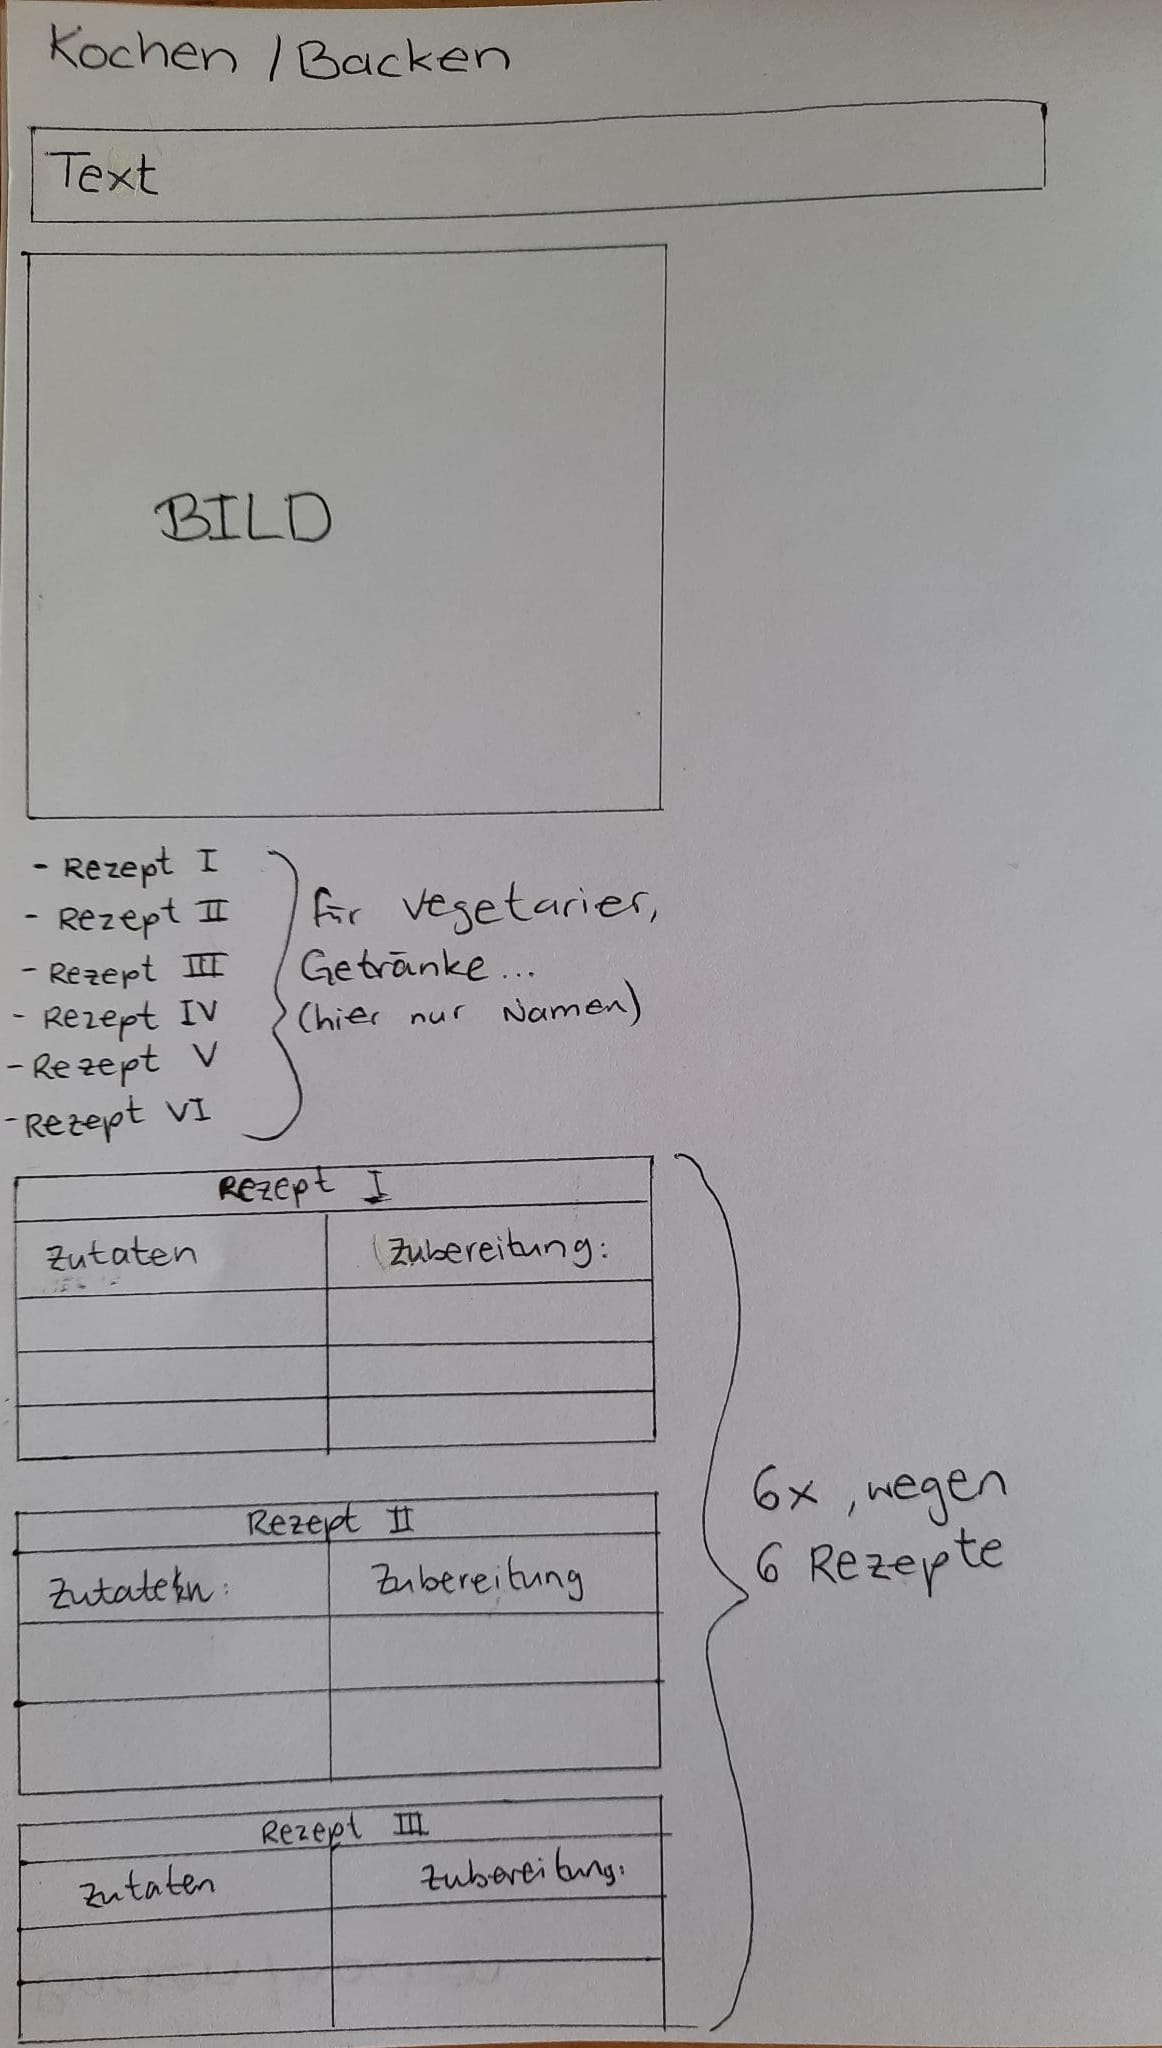 Kochen / Backen
Text
BILD
- Rezept I
- Rezept II
- Rezept III
- Rezept IV
- Rezept V
- Rezept VI
für Vegetarier,
Getränke...
(hier nur Namen)
Rezept I
Zutaten Zubereitung:
Rezept II
Zutaten: Zubereitung
Rezept III
Zutaten Zubereitung:
6x, wegen
6 Rezepte